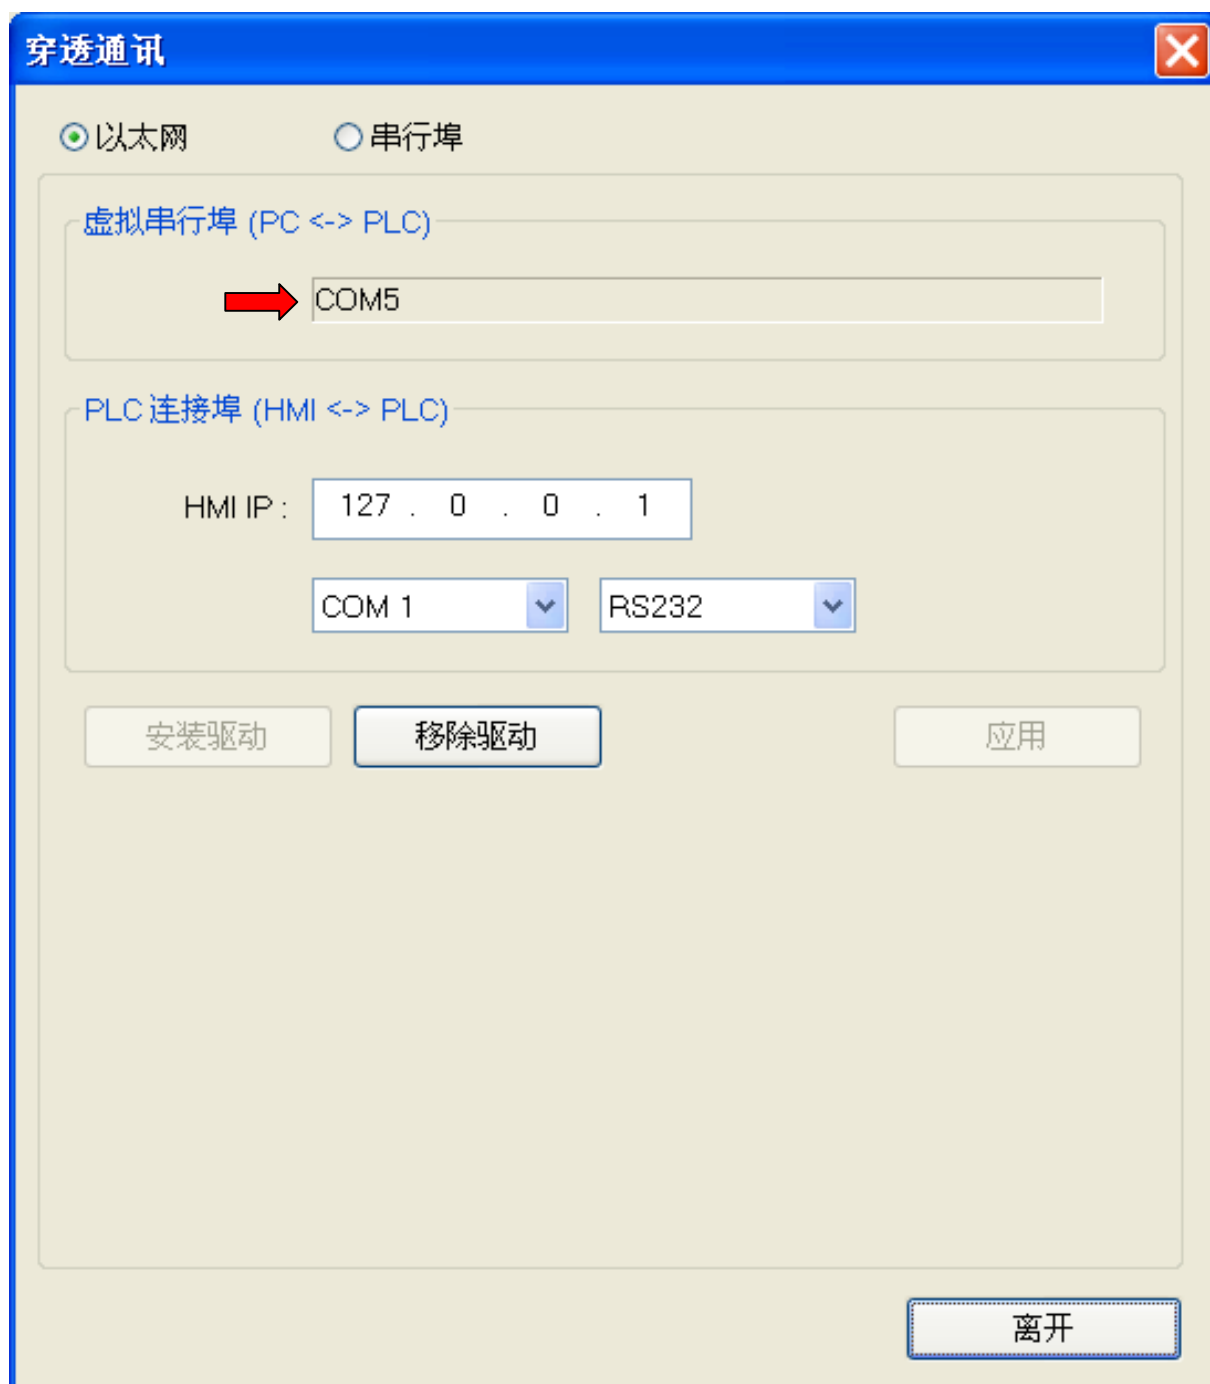 穿透通讯
以太网 串行埠
虚拟串行埠 (PC <-> PLC)
COM5
PLC 连接埠 (HMI <-> PLC)
HMI IP : 127 . 0 . 0 . 1
COM 1 RS232
安装驱动 移除驱动 应用
离开